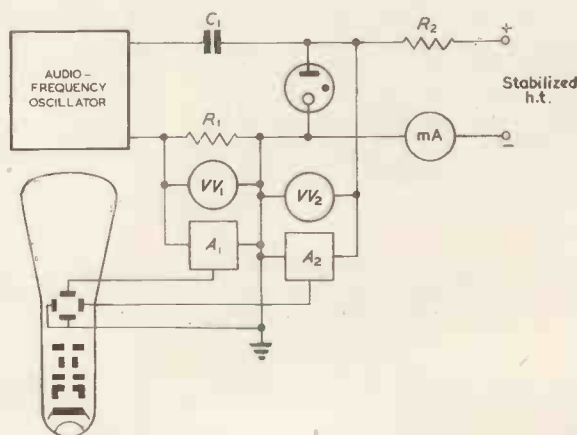 C₁
R₂
+
AUDIO-
FREQUENCY
OSCILLATOR
Stabilized
h.t.
R₁
mA
−
VV₁
VV₂
A₁
A₂